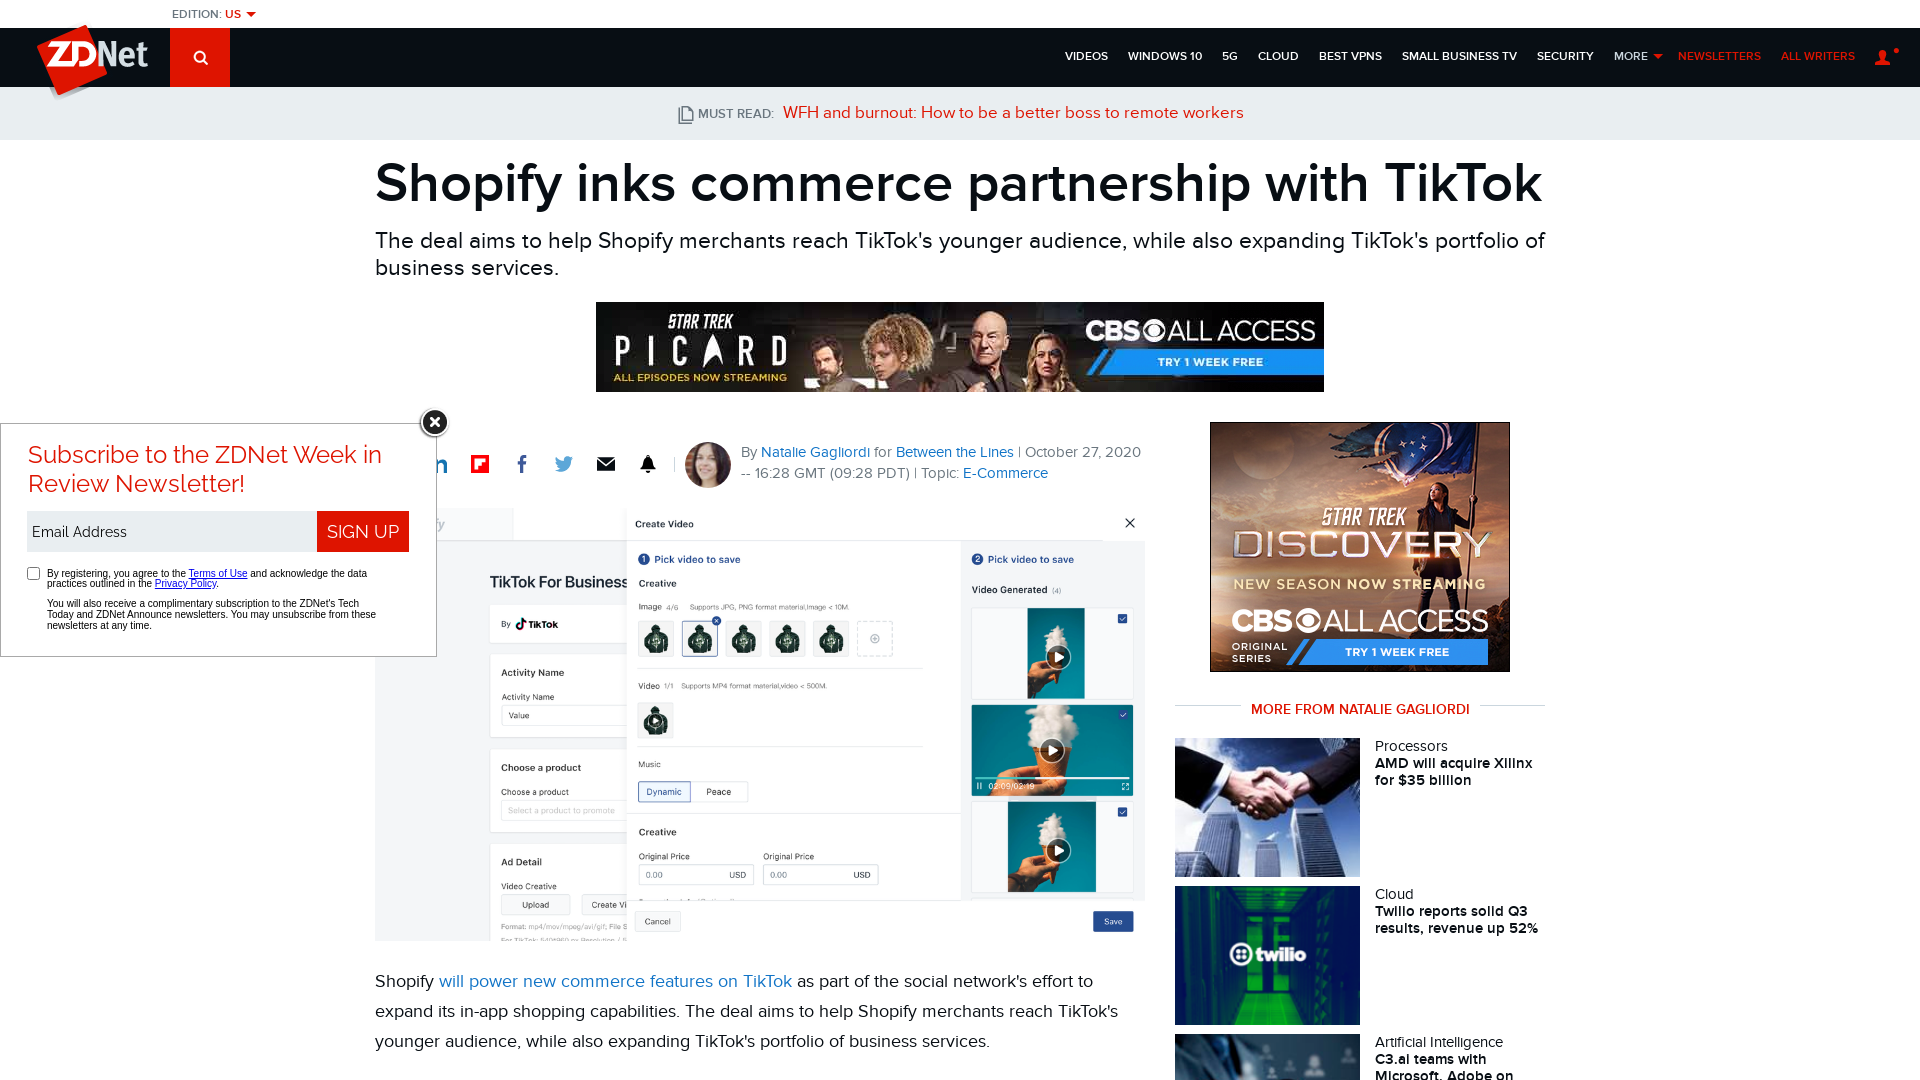 EDITION: US
ZDNet
VIDEOS WINDOWS 10 5G CLOUD BEST VPNS SMALL BUSINESS TV SECURITY MORE NEWSLETTERS ALL WRITERS
MUST READ: WFH and burnout: How to be a better boss to remote workers
Shopify inks commerce partnership with TikTok
The deal aims to help Shopify merchants reach TikTok's younger audience, while also expanding TikTok's portfolio of
business services.
STAR TREK
PICARD
ALL EPISODES NOW STREAMING
CBS ALL ACCESS
TRY 1 WEEK FREE
Subscribe to the ZDNet Week in
Review Newsletter!
Email Address
SIGN UP
By registering, you agree to the Terms of Use and acknowledge the data
practices outlined in the Privacy Policy.
You will also receive a complimentary subscription to the ZDNet's Tech
Today and ZDNet Announce newsletters. You may unsubscribe from these
newsletters at any time.
By Natalie Gagliordi for Between the Lines | October 27, 2020
-- 16:28 GMT (09:28 PDT) | Topic: E-Commerce
TikTok For Business
By TikTok
Activity Name
Activity Name
Value
Choose a product
Choose a product
Select a product to promote
Ad Detail
Video Creative
Upload
Create Vi
Format: mp4/mov/mpeg/avi/gif, File S
Create Video
1 Pick video to save
Creative
Image 4/6 Supports JPG, PNG format material,Image < 10M.
Video 1/1 Supports MP4 format material,video < 500M.
Music
Dynamic Peace
Creative
Original Price Original Price
0.00 USD 0.00 USD
Cancel
Save
2 Pick video to save
Video Generated (4)
02:09/02:19
STAR TREK
DISCOVERY
NEW SEASON NOW STREAMING
CBS ALL ACCESS
ORIGINAL
SERIES
TRY 1 WEEK FREE
MORE FROM NATALIE GAGLIORDI
Processors
AMD will acquire Xilinx
for $35 billion
Cloud
Twilio reports solid Q3
results, revenue up 52%
twilio
Artificial Intelligence
C3.ai teams with
Microsoft, Adobe on
Shopify will power new commerce features on TikTok as part of the social network's effort to
expand its in-app shopping capabilities. The deal aims to help Shopify merchants reach TikTok's
younger audience, while also expanding TikTok's portfolio of business services.